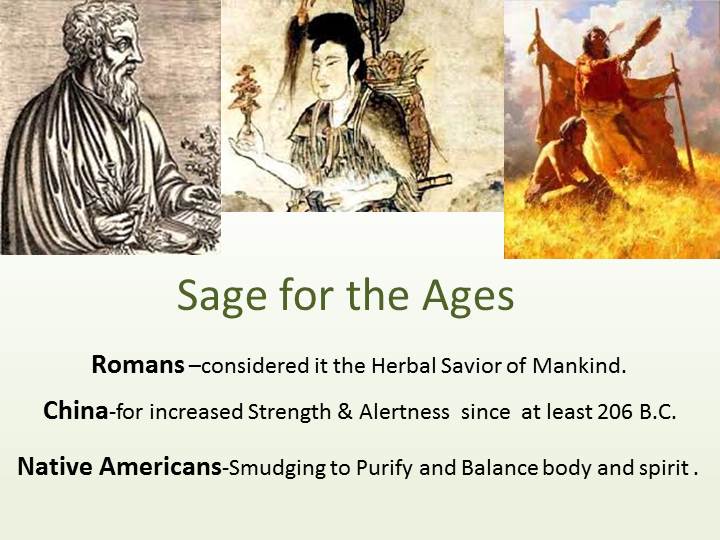 Sage for the Ages
Romans –considered it the Herbal Savior of Mankind.
China-for increased Strength & Alertness  since  at least 206 B.C.
Native Americans-Smudging to Purify and Balance body and spirit .